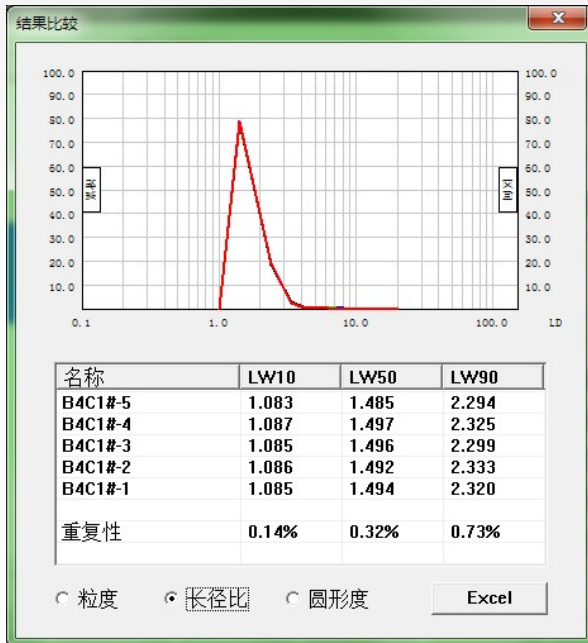 结果比较
100.0 100.0
90.0 90.0
80.0 80.0
70.0 70.0
60.0 60.0
50.0 50.0
40.0 40.0
30.0 30.0
20.0 20.0
10.0 10.0
累积
区间
0.1 1.0 10.0 100.0 LD
名称 LW10 LW50 LW90
B4C1#-5 1.083 1.485 2.294
B4C1#-4 1.087 1.497 2.325
B4C1#-3 1.085 1.496 2.299
B4C1#-2 1.086 1.492 2.333
B4C1#-1 1.085 1.494 2.320
重复性 0.14% 0.32% 0.73%
粒度 长径比 圆形度 Excel